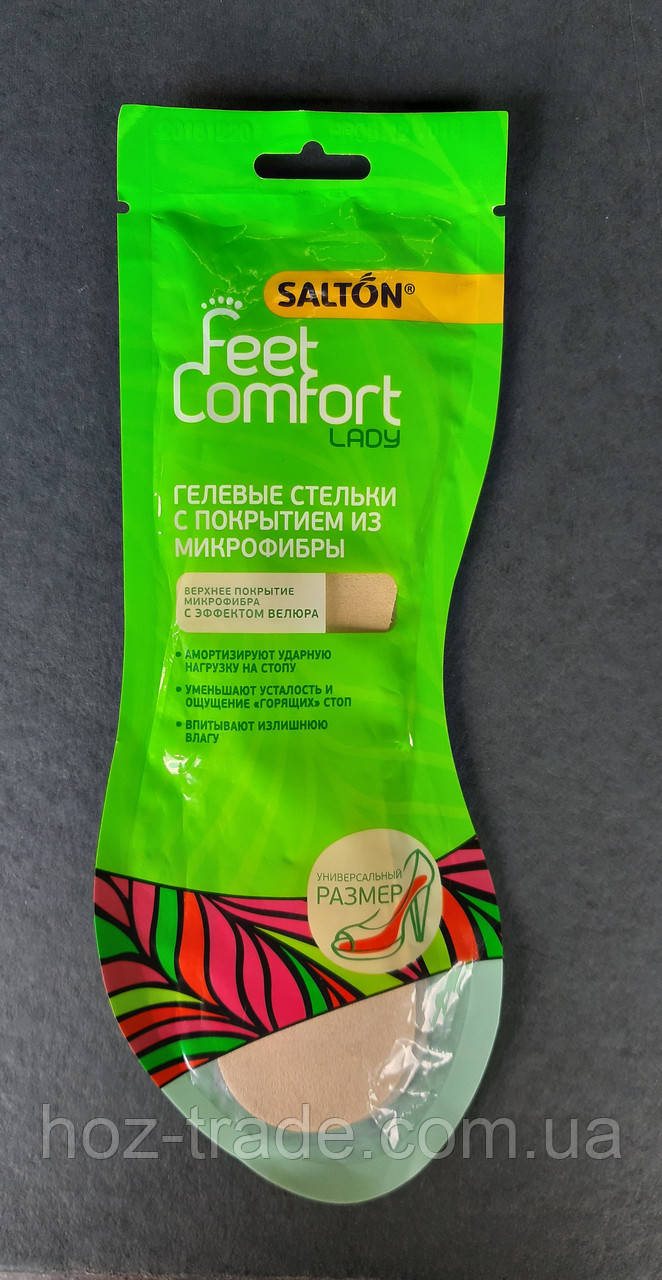 SALTON®
feet
Comfort
LADY
ГЕЛЕВЫЕ СТЕЛЬКИ
С ПОКРЫТИЕМ ИЗ
МИКРОФИБРЫ
ВЕРХНЕЕ ПОКРЫТИЕ
МИКРОФИБРА
С ЭФФЕКТОМ ВЕЛЮРА
• АМОРТИЗИРУЮТ УДАРНУЮ
НАГРУЗКУ НА СТОПУ
• УМЕНЬШАЮТ УСТАЛОСТЬ И
ОЩУЩЕНИЕ «ГОРЯЩИХ» СТОП
• ВПИТЫВАЮТ ИЗЛИШНЮЮ
ВЛАГУ
УНИВЕРСАЛЬНЫЙ
РАЗМЕР
hoz-trade.com.ua